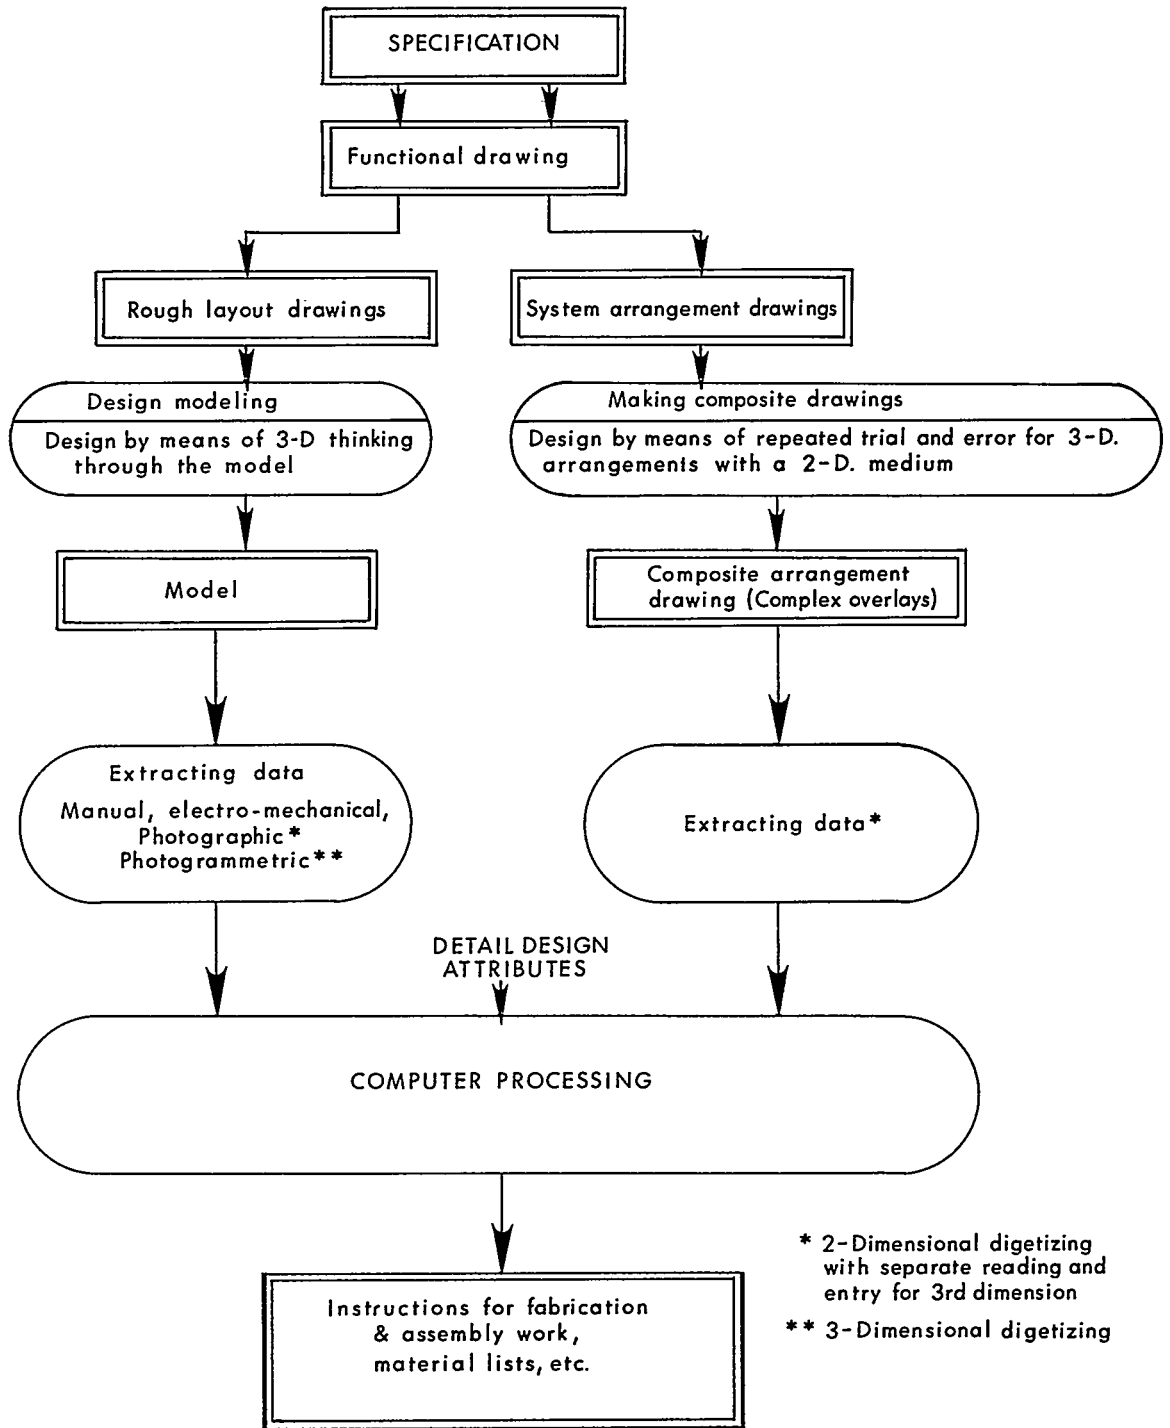 SPECIFICATION
Functional drawing
Rough layout drawings
System arrangement drawings
Design modeling
Design by means of 3-D thinking
through the model
Making composite drawings
Design by means of repeated trial and error for 3-D.
arrangements with a 2-D. medium
Model
Composite arrangement
drawing (Complex overlays)
Extracting data
Manual, electro-mechanical,
Photographic*
Photogrammetric**
Extracting data*
DETAIL DESIGN
ATTRIBUTES
COMPUTER PROCESSING
Instructions for fabrication
& assembly work,
material lists, etc.
* 2-Dimensional digetizing
with separate reading and
entry for 3rd dimension
** 3-Dimensional digetizing